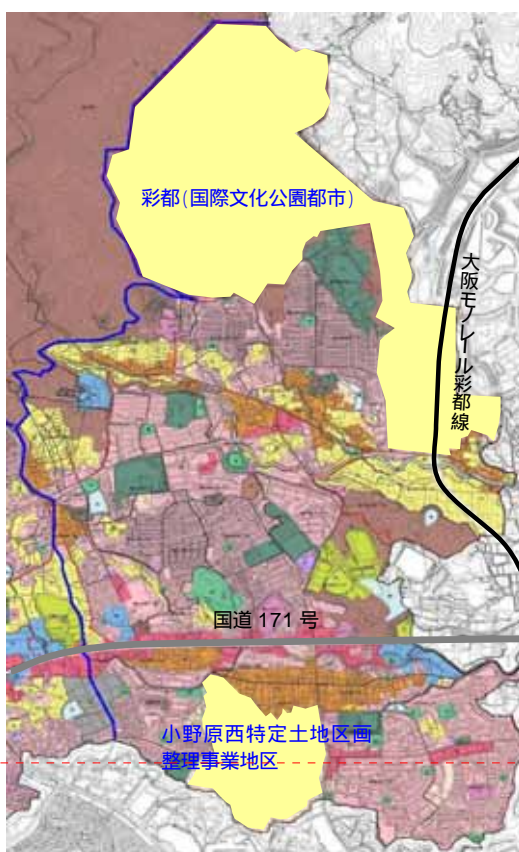 彩都(国際文化公園都市)
大阪モノレール彩都線
国道 171 号
小野原西特定土地区画
整理事業地区